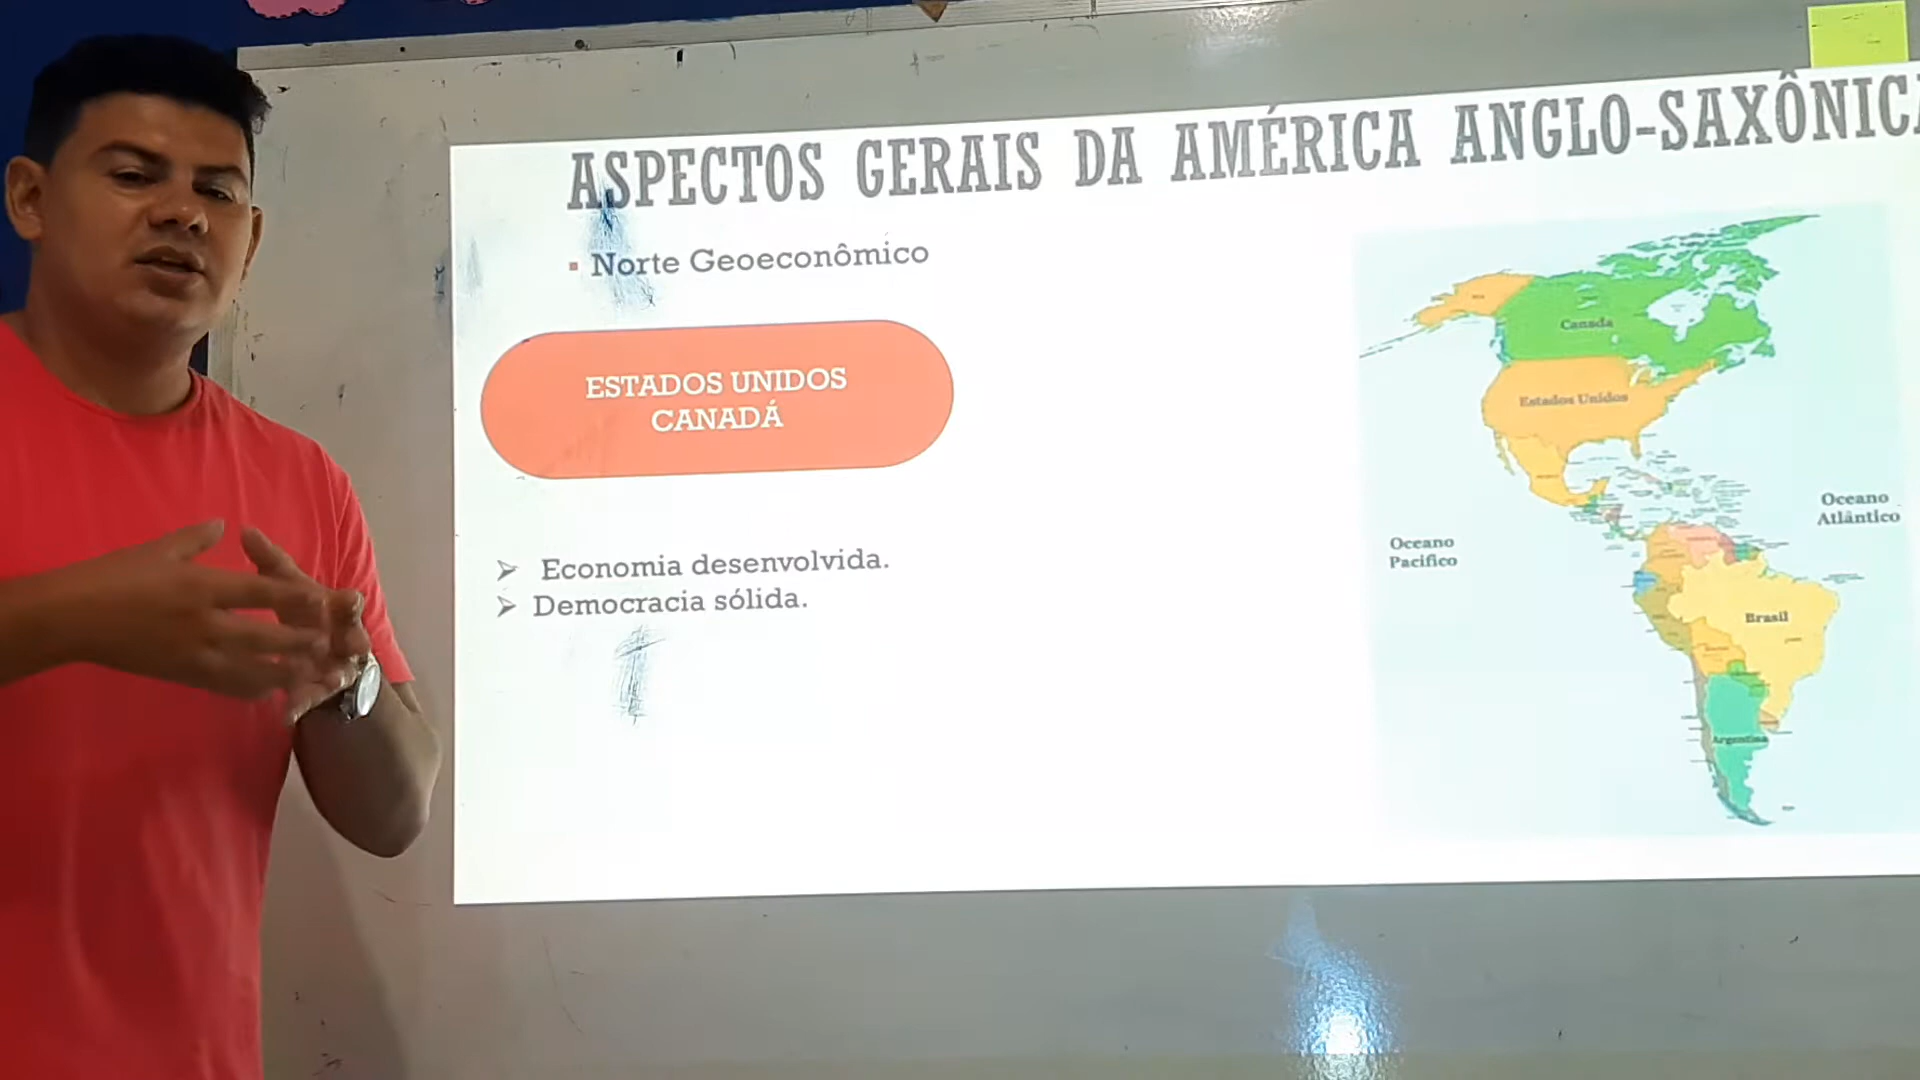 ASPECTOS GERAIS DA AMÉRICA ANGLO-SAXÔNICA
Norte Geoeconômico
ESTADOS UNIDOS
CANADÁ
Economia desenvolvida.
Democracia sólida.
Canada
Estados Unidos
Oceano
Atlântico
Oceano
Pacífico
Brasil
Argentina